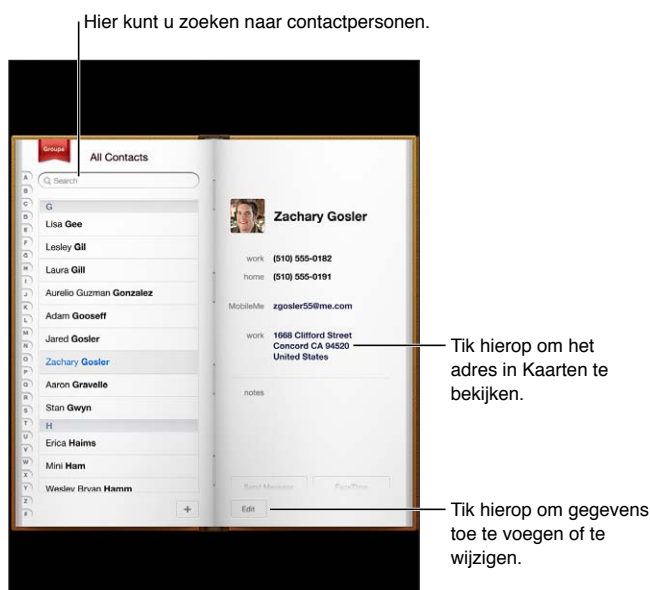 Hier kunt u zoeken naar contactpersonen.
Groups
All Contacts
Search
A
B
C
D
E
F
G
H
I
J
K
L
M
N
O
P
Q
R
S
T
U
V
W
X
Y
Z
#
G
Lisa Gee
Lesley Gil
Laura Gill
Aurelio Guzman Gonzalez
Adam Gooseff
Jared Gosler
Zachary Gosler
Aaron Gravelle
Stan Gwyn
H
Erica Haims
Mini Ham
Wesley Bryan Hamm
+
Zachary Gosler
work (510) 555-0182
home (510) 555-0191
MobileMe zgosler55@me.com
work 1668 Clifford Street
Concord CA 94520
United States
notes
Send Message FaceTime
Edit
Tik hierop om het
adres in Kaarten te
bekijken.
Tik hierop om gegevens
toe te voegen of te
wijzigen.